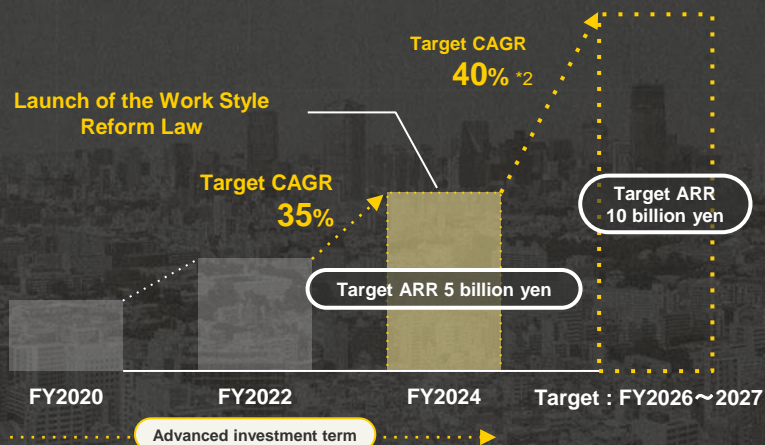 Target CAGR
40% *2
Launch of the Work Style
Reform Law
Target CAGR
35%
Target ARR
10 billion yen
Target ARR 5 billion yen
FY2020
FY2022
FY2024
Target : FY2026～2027
Advanced investment term